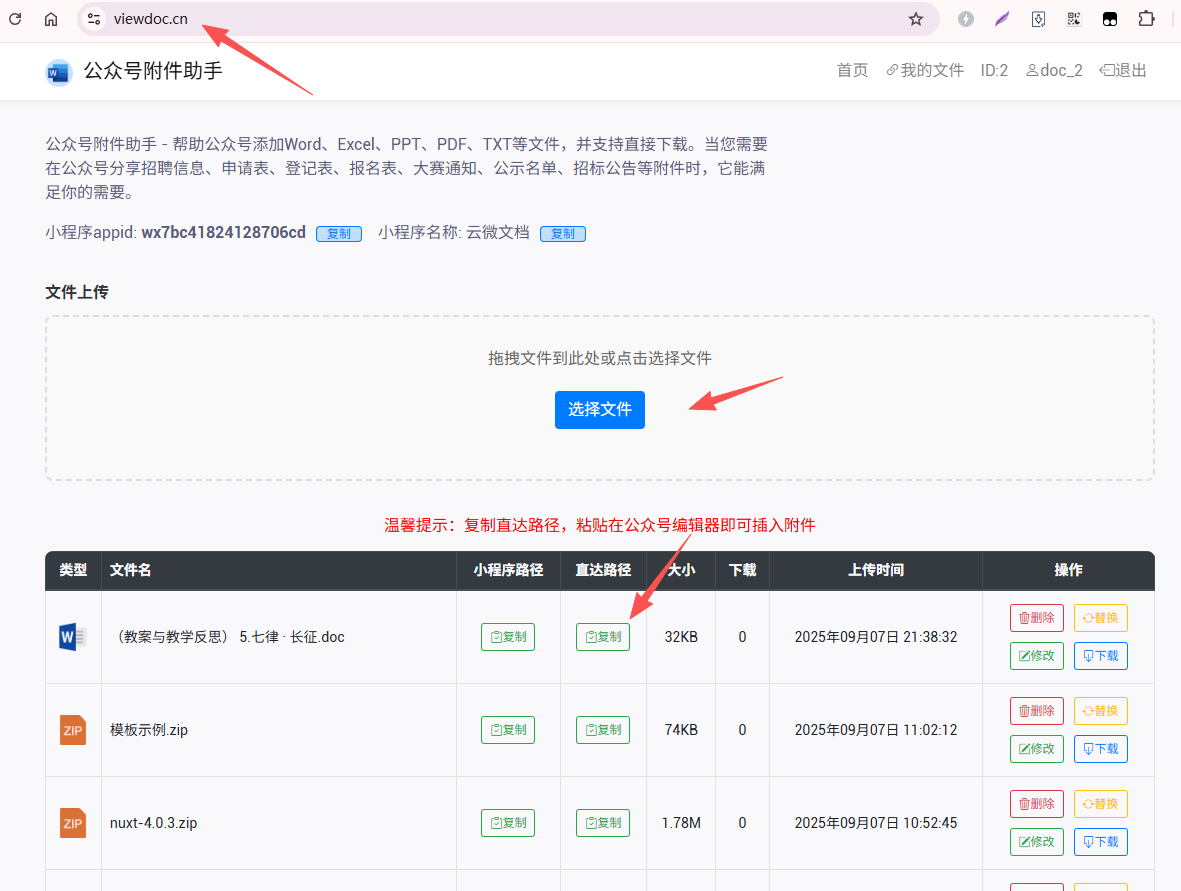 viewdoc.cn
公众号附件助手
首页 我的文件 ID:2 doc_2 退出
公众号附件助手 - 帮助公众号添加Word、Excel、PPT、PDF、TXT等文件，并支持直接下载。当您需要
在公众号分享招聘信息、申请表、登记表、报名表、大赛通知、公示名单、招标公告等附件时，它能满
足你的需要。
小程序appid: wx7bc41824128706cd 复制 小程序名称: 云微文档 复制
文件上传
拖拽文件到此处或点击选择文件
选择文件
温馨提示：复制直达路径，粘贴在公众号编辑器即可插入附件
类型 文件名 小程序路径 直达路径 大小 下载 上传时间 操作
W （教案与教学反思） 5.七律 · 长征.doc 复制 复制 32KB 0 2025年09月07日 21:38:32 删除 替换
修改 下载
ZIP 模板示例.zip 复制 复制 74KB 0 2025年09月07日 11:02:12 删除 替换
修改 下载
ZIP nuxt-4.0.3.zip 复制 复制 1.78M 0 2025年09月07日 10:52:45 删除 替换
修改 下载